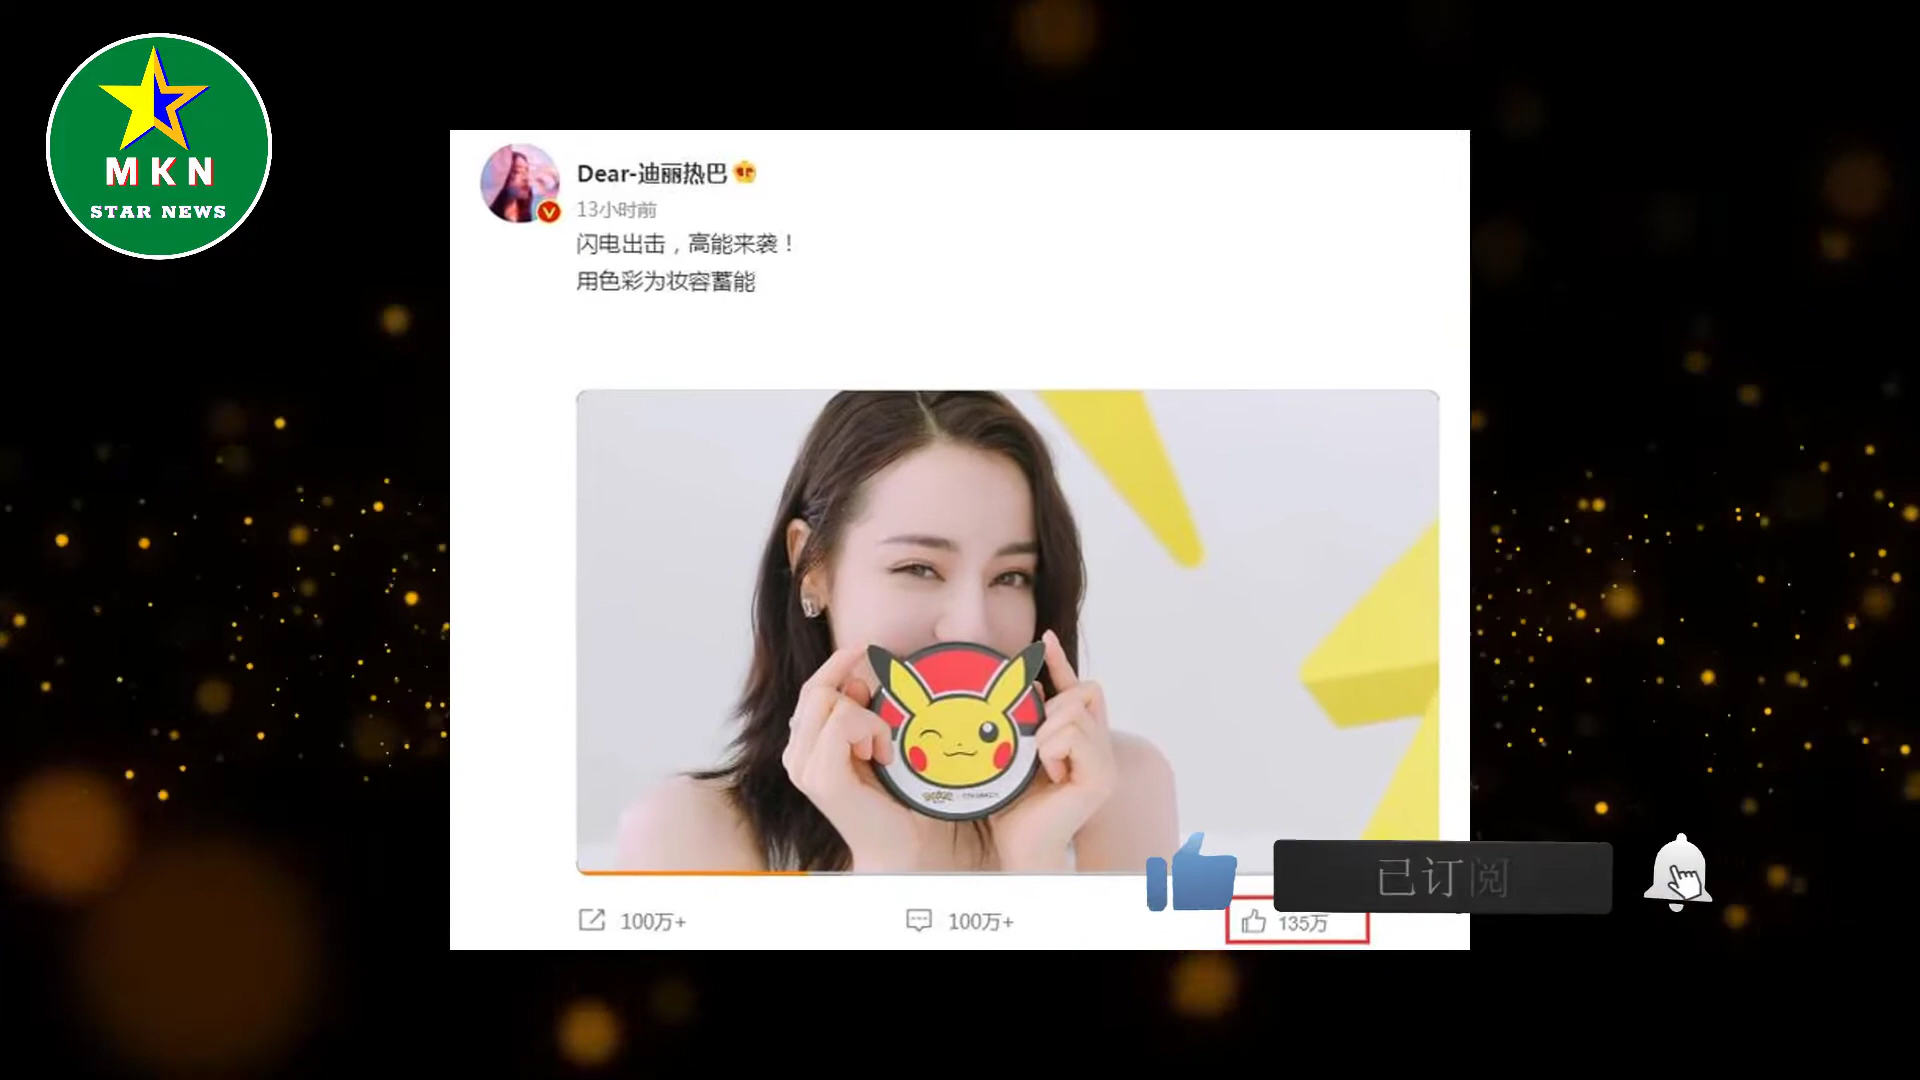 MKN
STAR NEWS
Dear-迪丽热巴
13小时前
闪电出击，高能来袭！
用色彩为妆容蓄能
100万+
100万+
135万
已订阅